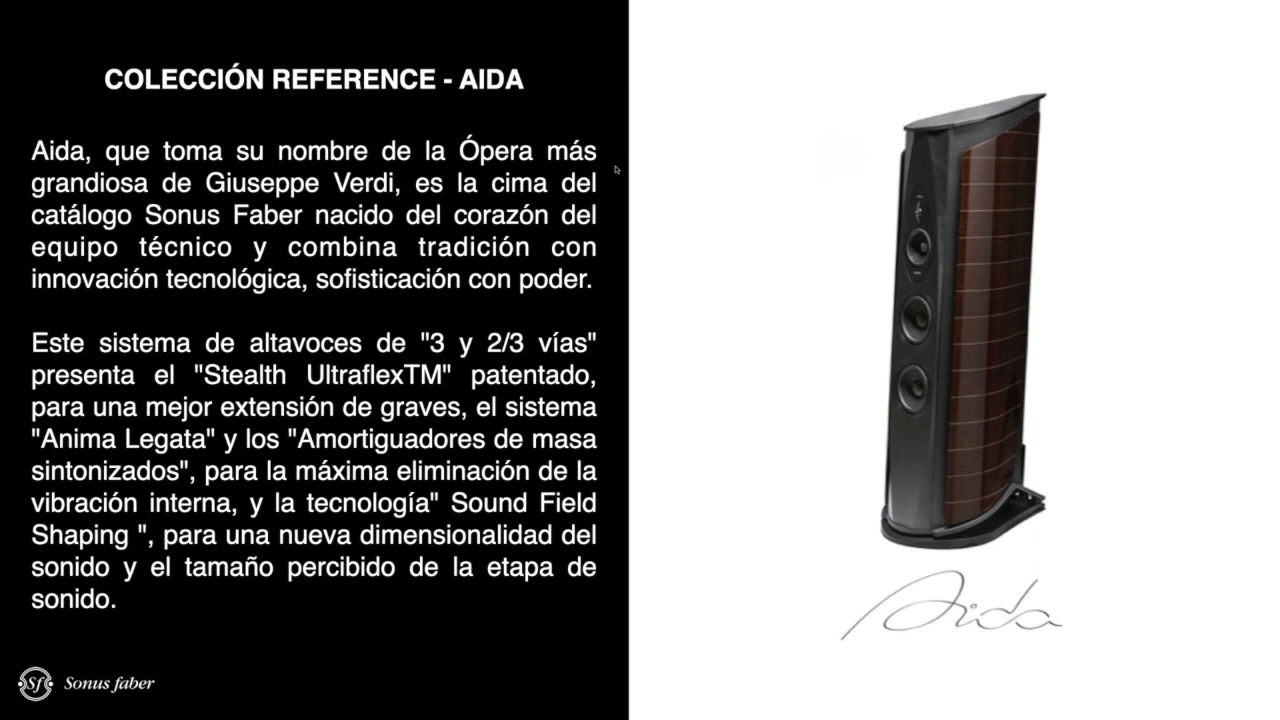 COLECCIÓN REFERENCE - AIDA
Aida, que toma su nombre de la Ópera más
grandiosa de Giuseppe Verdi, es la cima del
catálogo Sonus Faber nacido del corazón del
equipo técnico y combina tradición con
innovación tecnológica, sofisticación con poder.
Este sistema de altavoces de "3 y 2/3 vías"
presenta el "Stealth UltraflexTM" patentado,
para una mejor extensión de graves, el sistema
"Anima Legata" y los "Amortiguadores de masa
sintonizados", para la máxima eliminación de la
vibración interna, y la tecnología" Sound Field
Shaping ", para una nueva dimensionalidad del
sonido y el tamaño percibido de la etapa de
sonido.
Sf Sonus faber
Aida